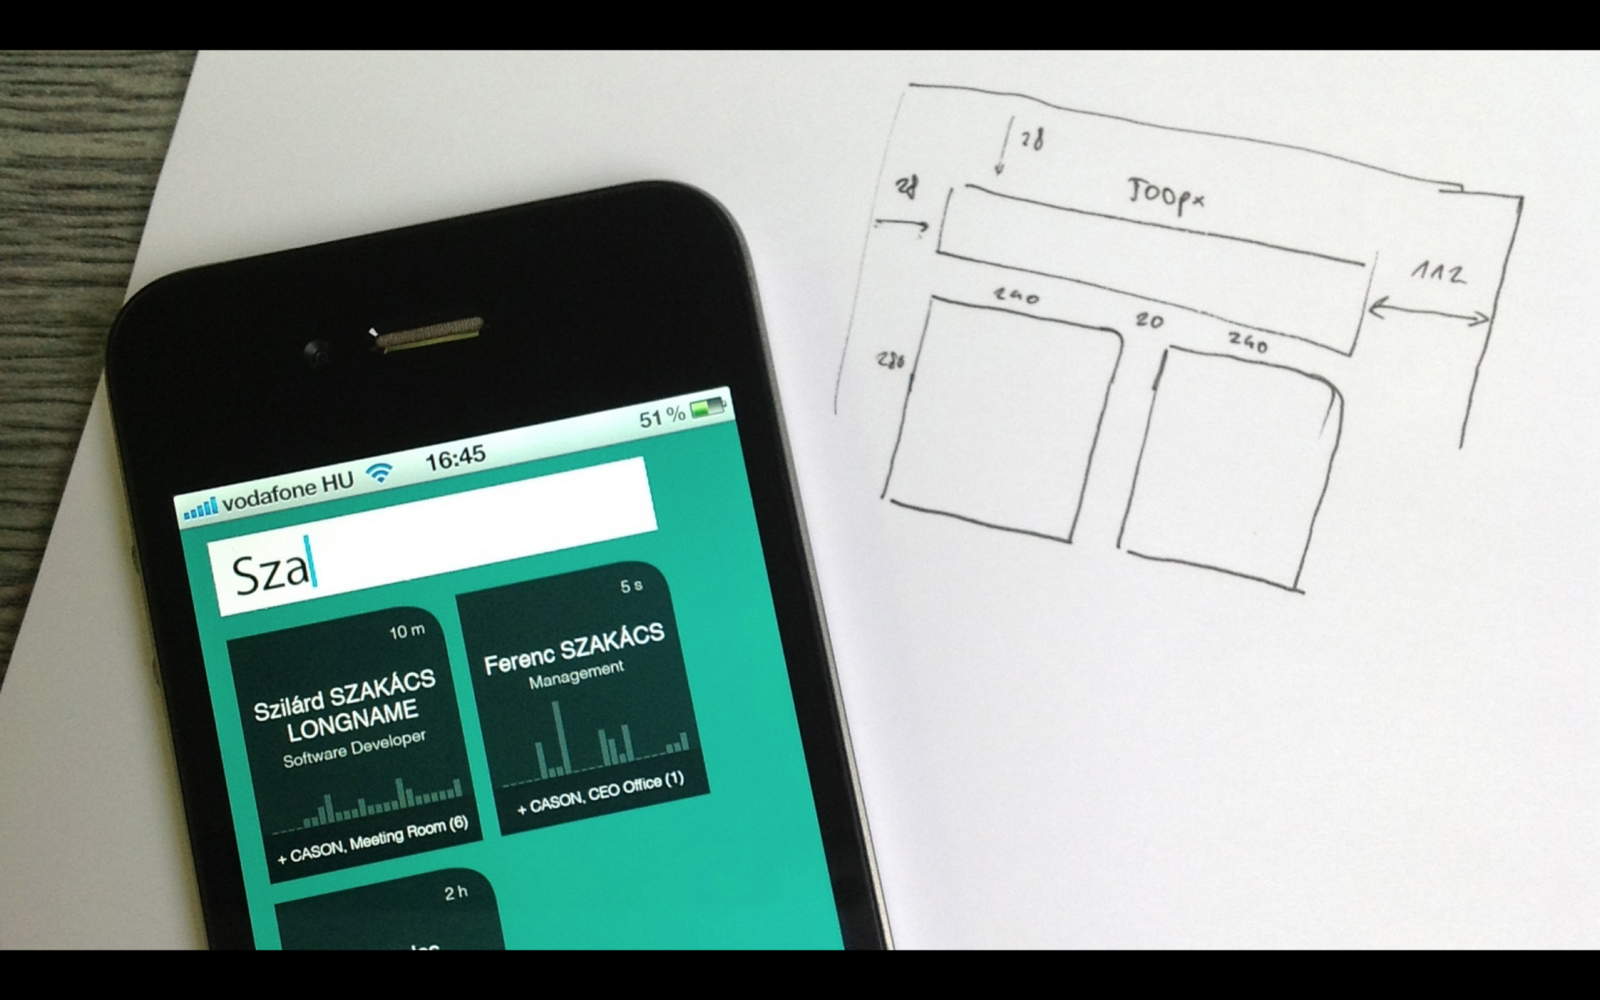 vodafone HU 16:45 51 %
Sza
10 m
Szilárd SZAKÁCS
LONGNAME
Software Developer
+ CASON, Meeting Room (6)
5 s
Ferenc SZAKÁCS
Management
+ CASON, CEO Office (1)
2 h
28
28
500px
112
240
20
240
280